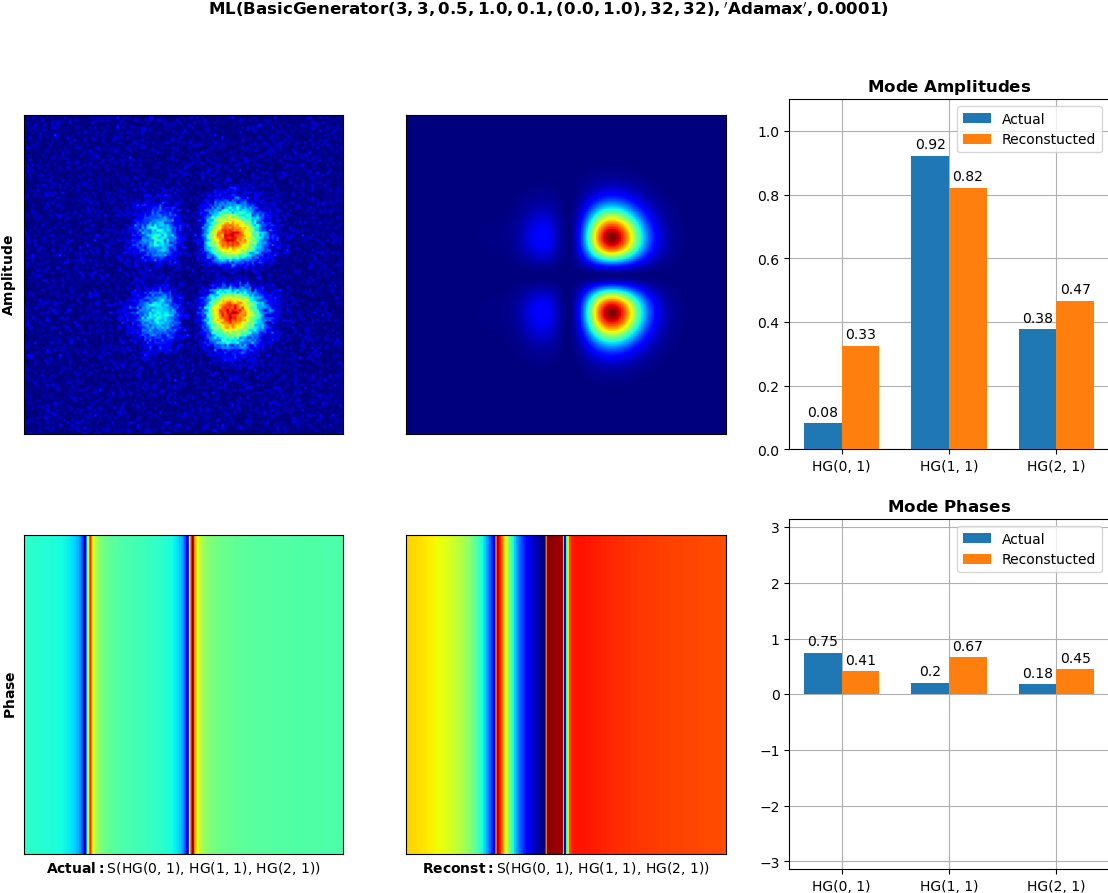 ML(BasicGenerator(3, 3, 0.5, 1.0, 0.1, (0.0, 1.0), 32, 32), ′Adamax′, 0.0001)
Amplitude
Mode Amplitudes
Actual
Reconstucted
1.0
0.8
0.6
0.4
0.2
0.0
0.08
0.33
0.92
0.82
0.38
0.47
HG(0, 1)
HG(1, 1)
HG(2, 1)
Phase
Actual: S(HG(0, 1), HG(1, 1), HG(2, 1))
Reconst: S(HG(0, 1), HG(1, 1), HG(2, 1))
Mode Phases
Actual
Reconstucted
3
2
1
0
−1
−2
−3
0.75
0.41
0.2
0.67
0.18
0.45
HG(0, 1)
HG(1, 1)
HG(2, 1)